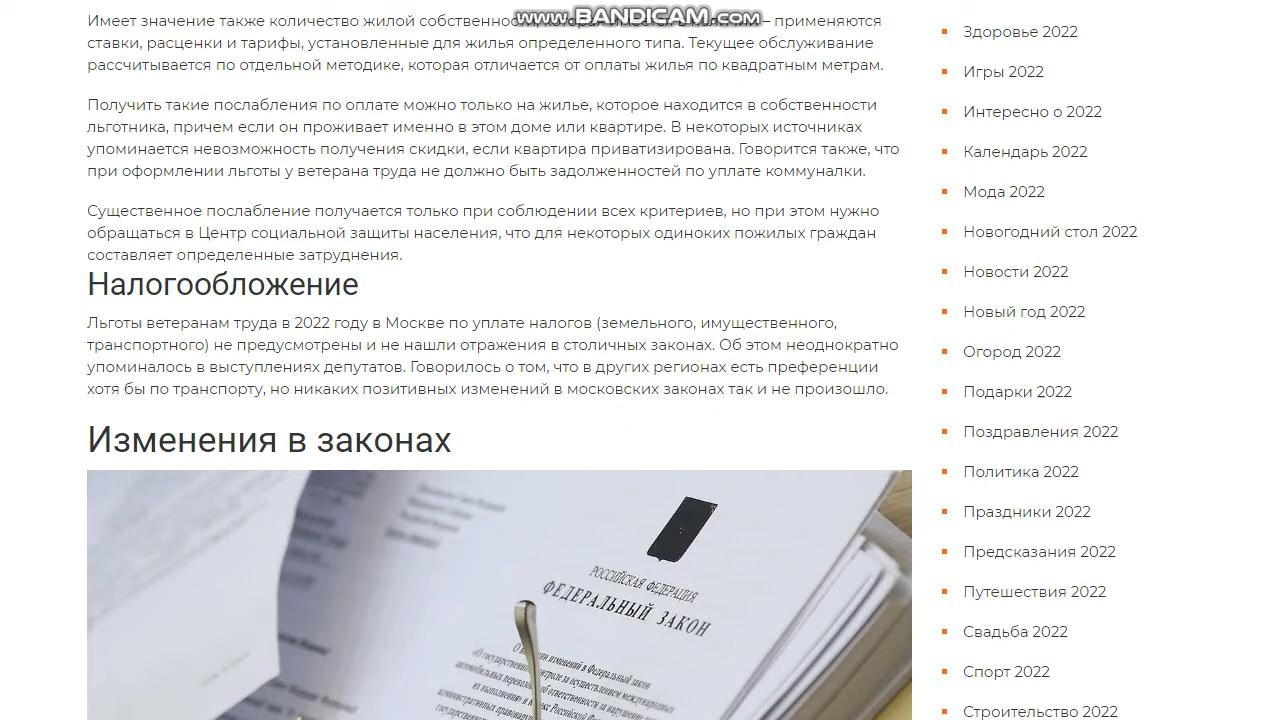 www.BANDICAM.com
Имеет значение также количество жилой собственности, которая имеется в наличии – применяются
ставки, расценки и тарифы, установленные для жилья определенного типа. Текущее обслуживание
рассчитывается по отдельной методике, которая отличается от оплаты жилья по квадратным метрам.
Получить такие послабления по оплате можно только на жилье, которое находится в собственности
льготника, причем если он проживает именно в этом доме или квартире. В некоторых источниках
упоминается невозможность получения скидки, если квартира приватизирована. Говорится также, что
при оформлении льготы у ветерана труда не должно быть задолженностей по уплате коммуналки.
Существенное послабление получается только при соблюдении всех критериев, но при этом нужно
обращаться в Центр социальной защиты населения, что для некоторых одиноких пожилых граждан
составляет определенные затруднения.
Налогообложение
Льготы ветеранам труда в 2022 году в Москве по уплате налогов (земельного, имущественного,
транспортного) не предусмотрены и не нашли отражения в столичных законах. Об этом неоднократно
упоминалось в выступлениях депутатов. Говорилось о том, что в других регионах есть преференции
хотя бы по транспорту, но никаких позитивных изменений в московских законах так и не произошло.
Изменения в законах
РОССИЙСКАЯ ФЕДЕРАЦИЯ
ФЕДЕРАЛЬНЫЙ ЗАКОН
изменений в Федеральный закон
Здоровье 2022
Игры 2022
Интересно о 2022
Календарь 2022
Мода 2022
Новогодний стол 2022
Новости 2022
Новый год 2022
Огород 2022
Подарки 2022
Поздравления 2022
Политика 2022
Праздники 2022
Предсказания 2022
Путешествия 2022
Свадьба 2022
Спорт 2022
Строительство 2022